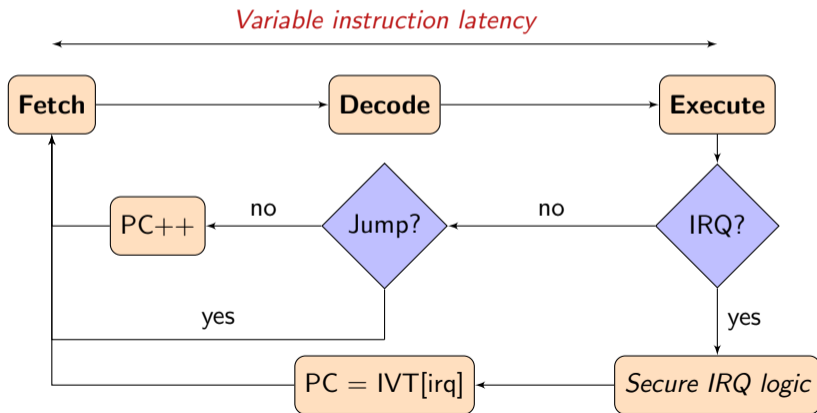 Variable instruction latency
Fetch
Decode
Execute
PC++
no
Jump?
no
IRQ?
yes
yes
PC = IVT[irq]
Secure IRQ logic